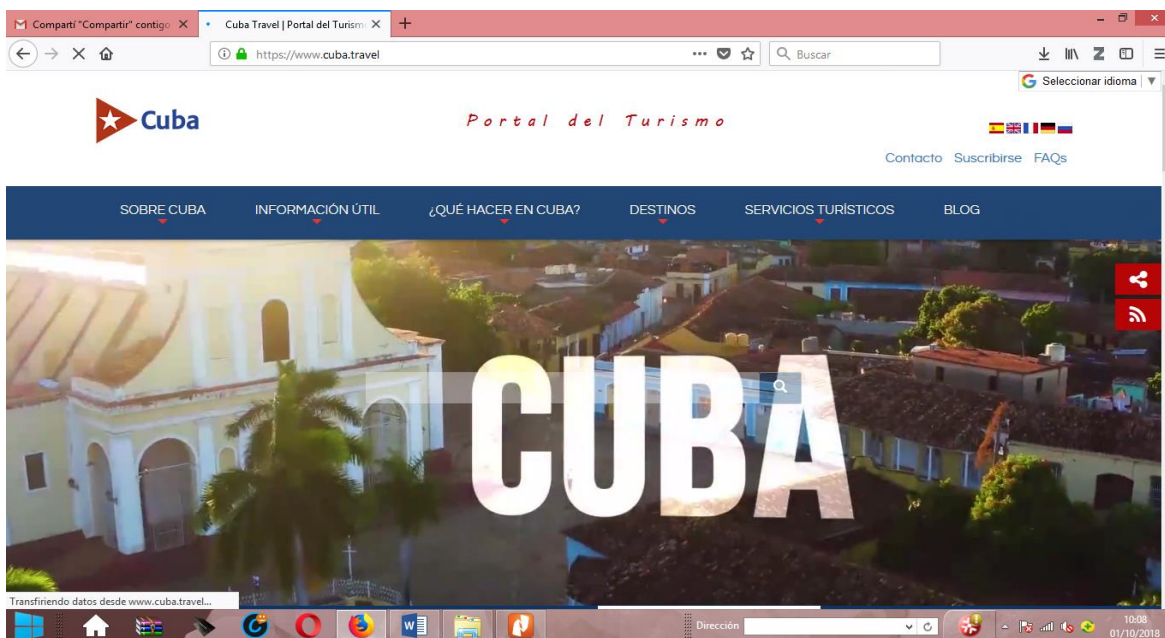 Compartí "Compartir" contigo
Cuba Travel | Portal del Turism
https://www.cuba.travel
Buscar
Seleccionar idioma
Cuba
Portal del Turismo
Contacto Suscribirse FAQs
SOBRE CUBA INFORMACIÓN ÚTIL ¿QUÉ HACER EN CUBA? DESTINOS SERVICIOS TURÍSTICOS BLOG
CUBA
Transfiriendo datos desde www.cuba.travel...
Dirección
10:08
01/10/2018